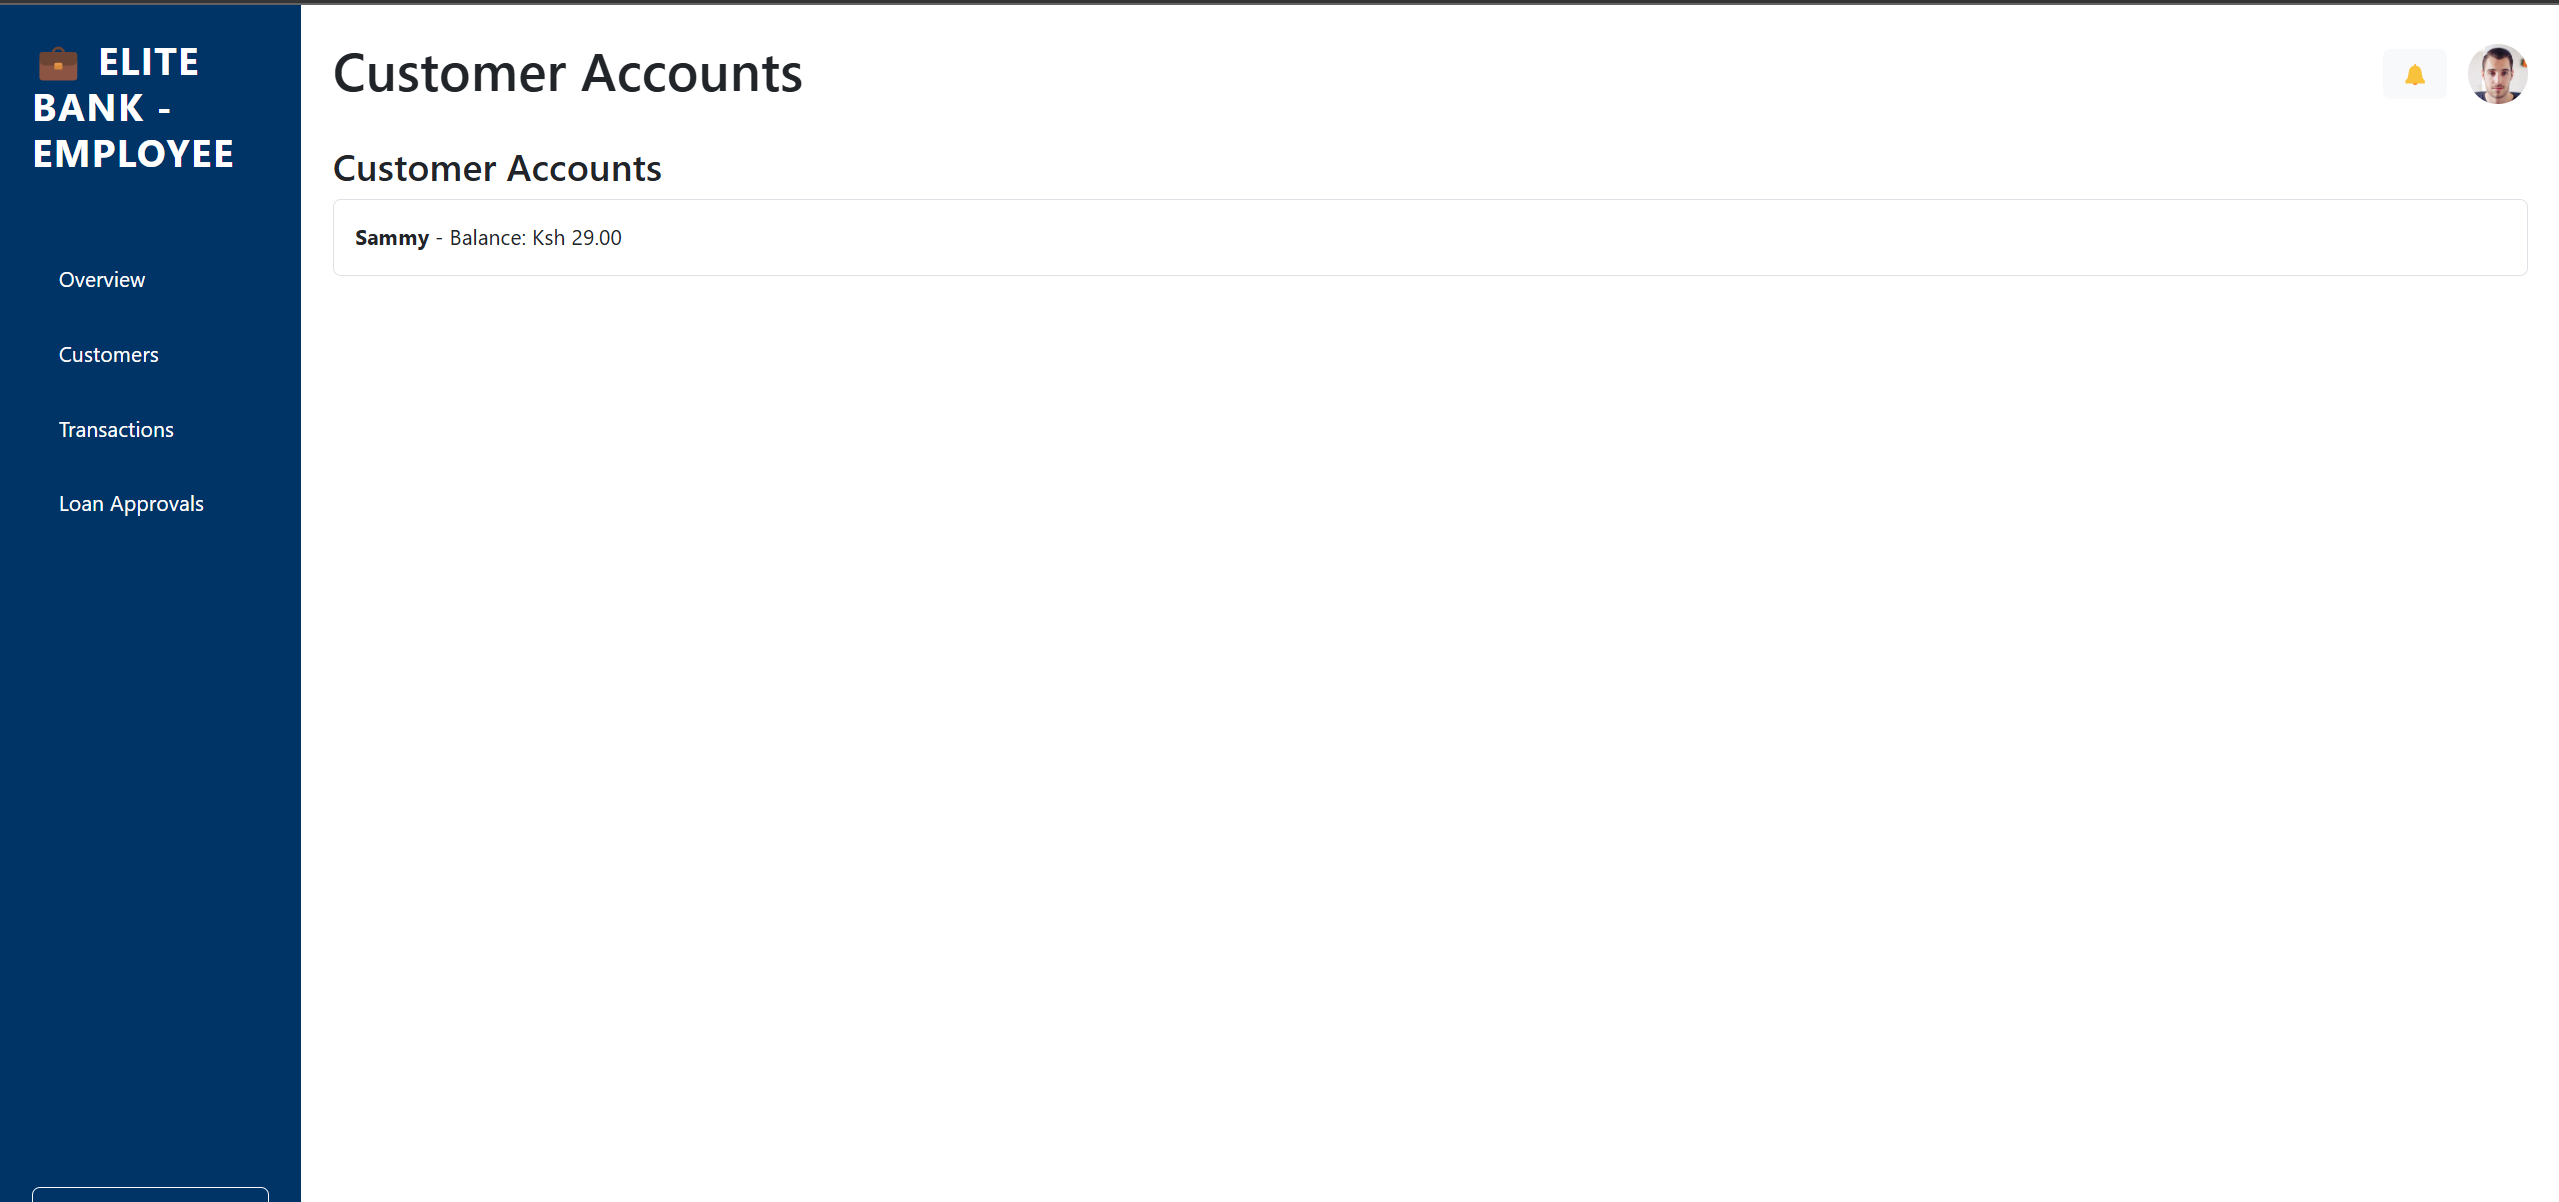 ELITE
BANK -
EMPLOYEE
Overview
Customers
Transactions
Loan Approvals
Customer Accounts
Customer Accounts
Sammy - Balance: Ksh 29.00